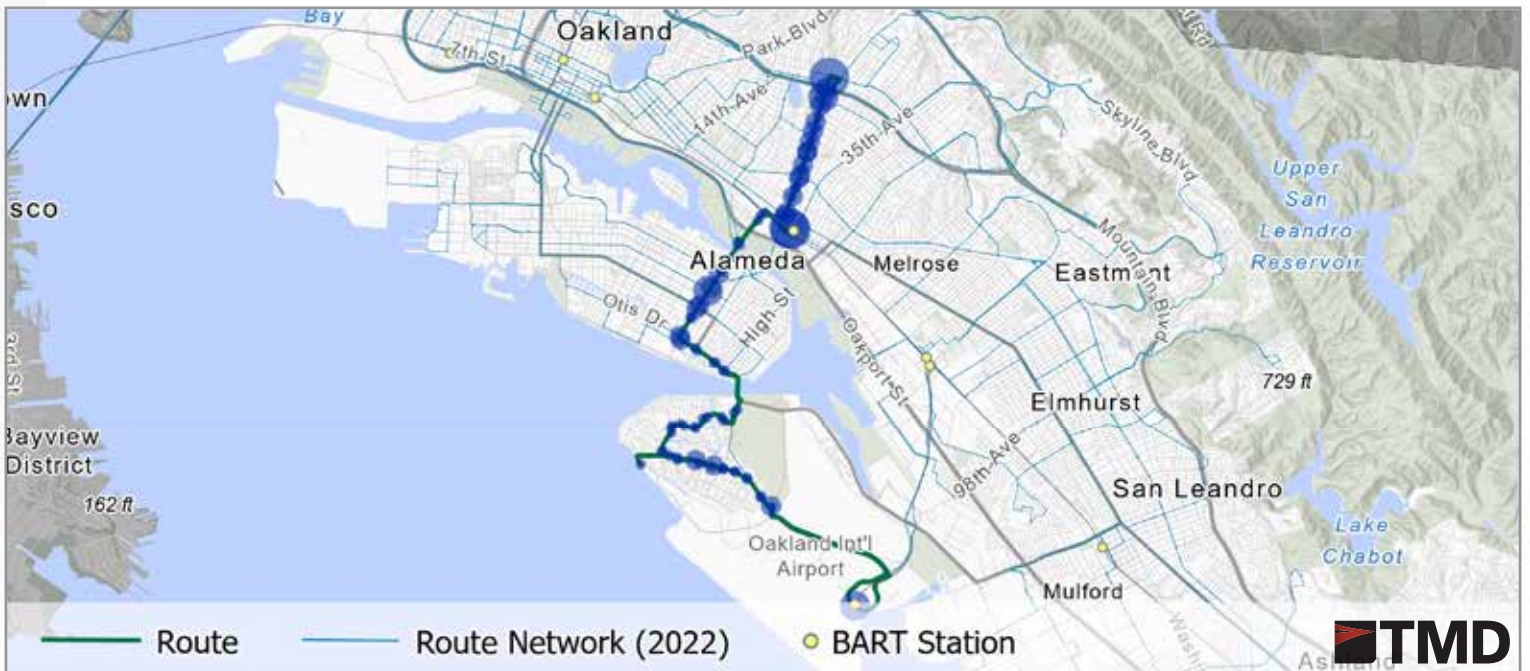 Bay
Oakland
7th St
Park Blvd
14th Ave
35th Ave
Skyline Blvd
Upper
San
Leandro
Reservoir
own
sco
Alameda
Melrose
Eastmont
Mountain Blvd
Otis Dr
High St
Oakport St
729 ft
Elmhurst
Bayview
District
162 ft
98th Ave
San Leandro
Lake
Chabot
Oakland Int'l
Airport
Mulford
Route
Route Network (2022)
BART Station
TMD